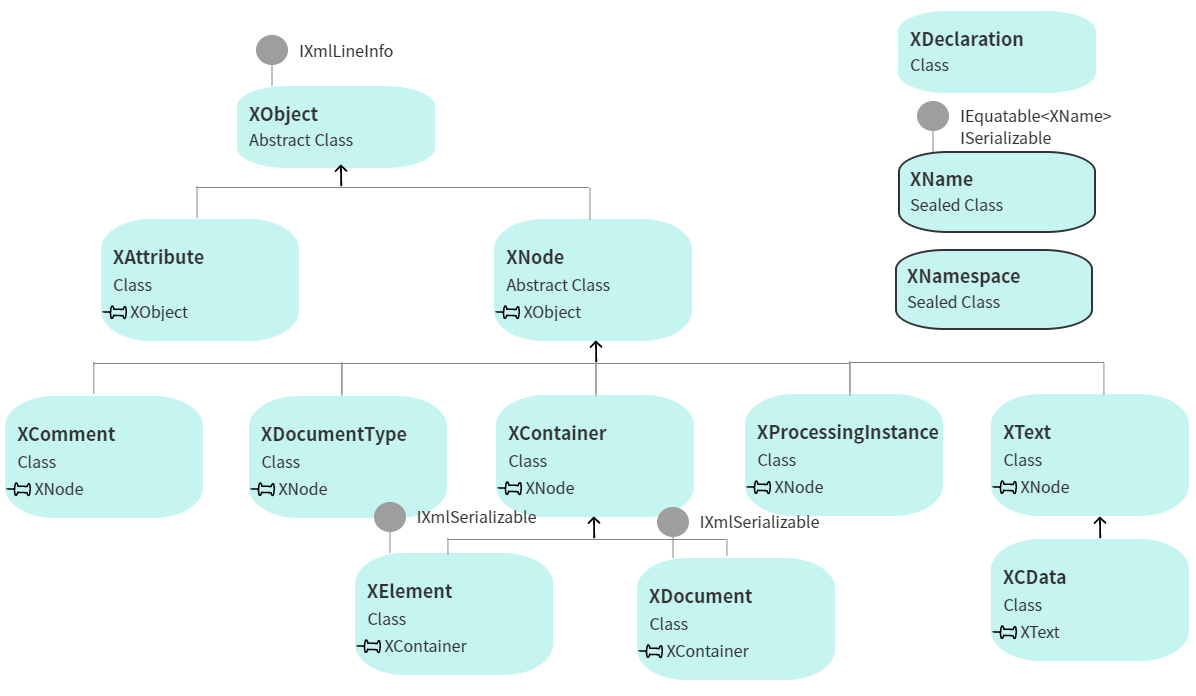 IXmlLineInfo
XObject
Abstract Class
XDeclaration
Class
IEquatable<XName>
ISerializable
XName
Sealed Class
XNamespace
Sealed Class
XAttribute
Class
XObject
XNode
Abstract Class
XObject
XComment
Class
XNode
XDocumentType
Class
XNode
XContainer
Class
XNode
XProcessingInstance
Class
XNode
XText
Class
XNode
IXmlSerializable
IXmlSerializable
XElement
Class
XContainer
XDocument
Class
XContainer
XCData
Class
XText